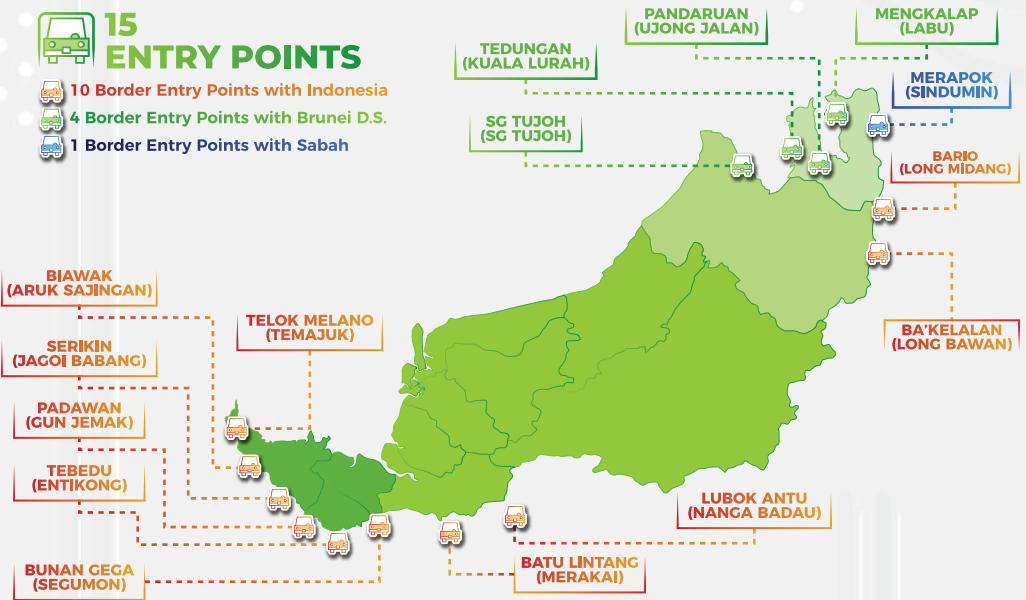 15
ENTRY POINTS
10 Border Entry Points with Indonesia
4 Border Entry Points with Brunei D.S.
1 Border Entry Points with Sabah
PANDARUAN
(UJONG JALAN)
MENGKALAP
(LABU)
TEDUNGAN
(KUALA LURAH)
MERAPOK
(SINDUMIN)
SG TUJOH
(SG TUJOH)
BARIO
(LONG MIDANG)
BIAWAK
(ARUK SAJINGAN)
TELOK MELANO
(TEMAJUK)
BA'KELALAN
(LONG BAWAN)
SERIKIN
(JAGOI BABANG)
PADAWAN
(GUN JEMAK)
TEBEDU
(ENTIKONG)
LUBOK ANTU
(NANGA BADAU)
BUNAN GEGA
(SEGUMON)
BATU LINTANG
(MERAKAI)